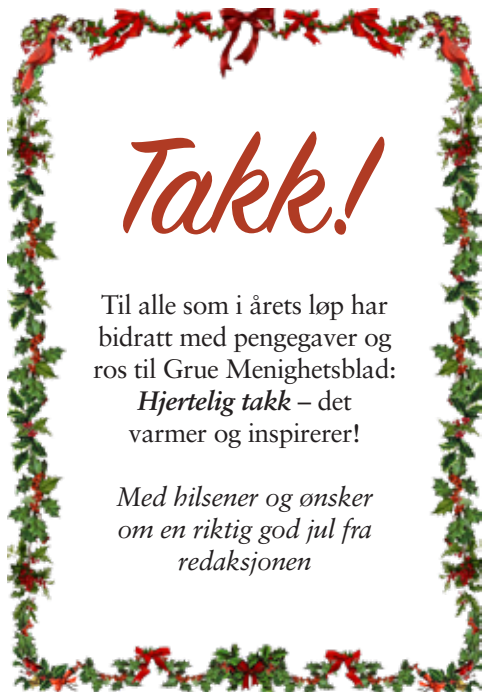 Takk!
Til alle som i årets løp har
bidratt med pengegaver og
ros til Grue Menighetsblad:
Hjertelig takk – det
varmer og inspirerer!
Med hilsener og ønsker
om en riktig god jul fra
redaksjonen